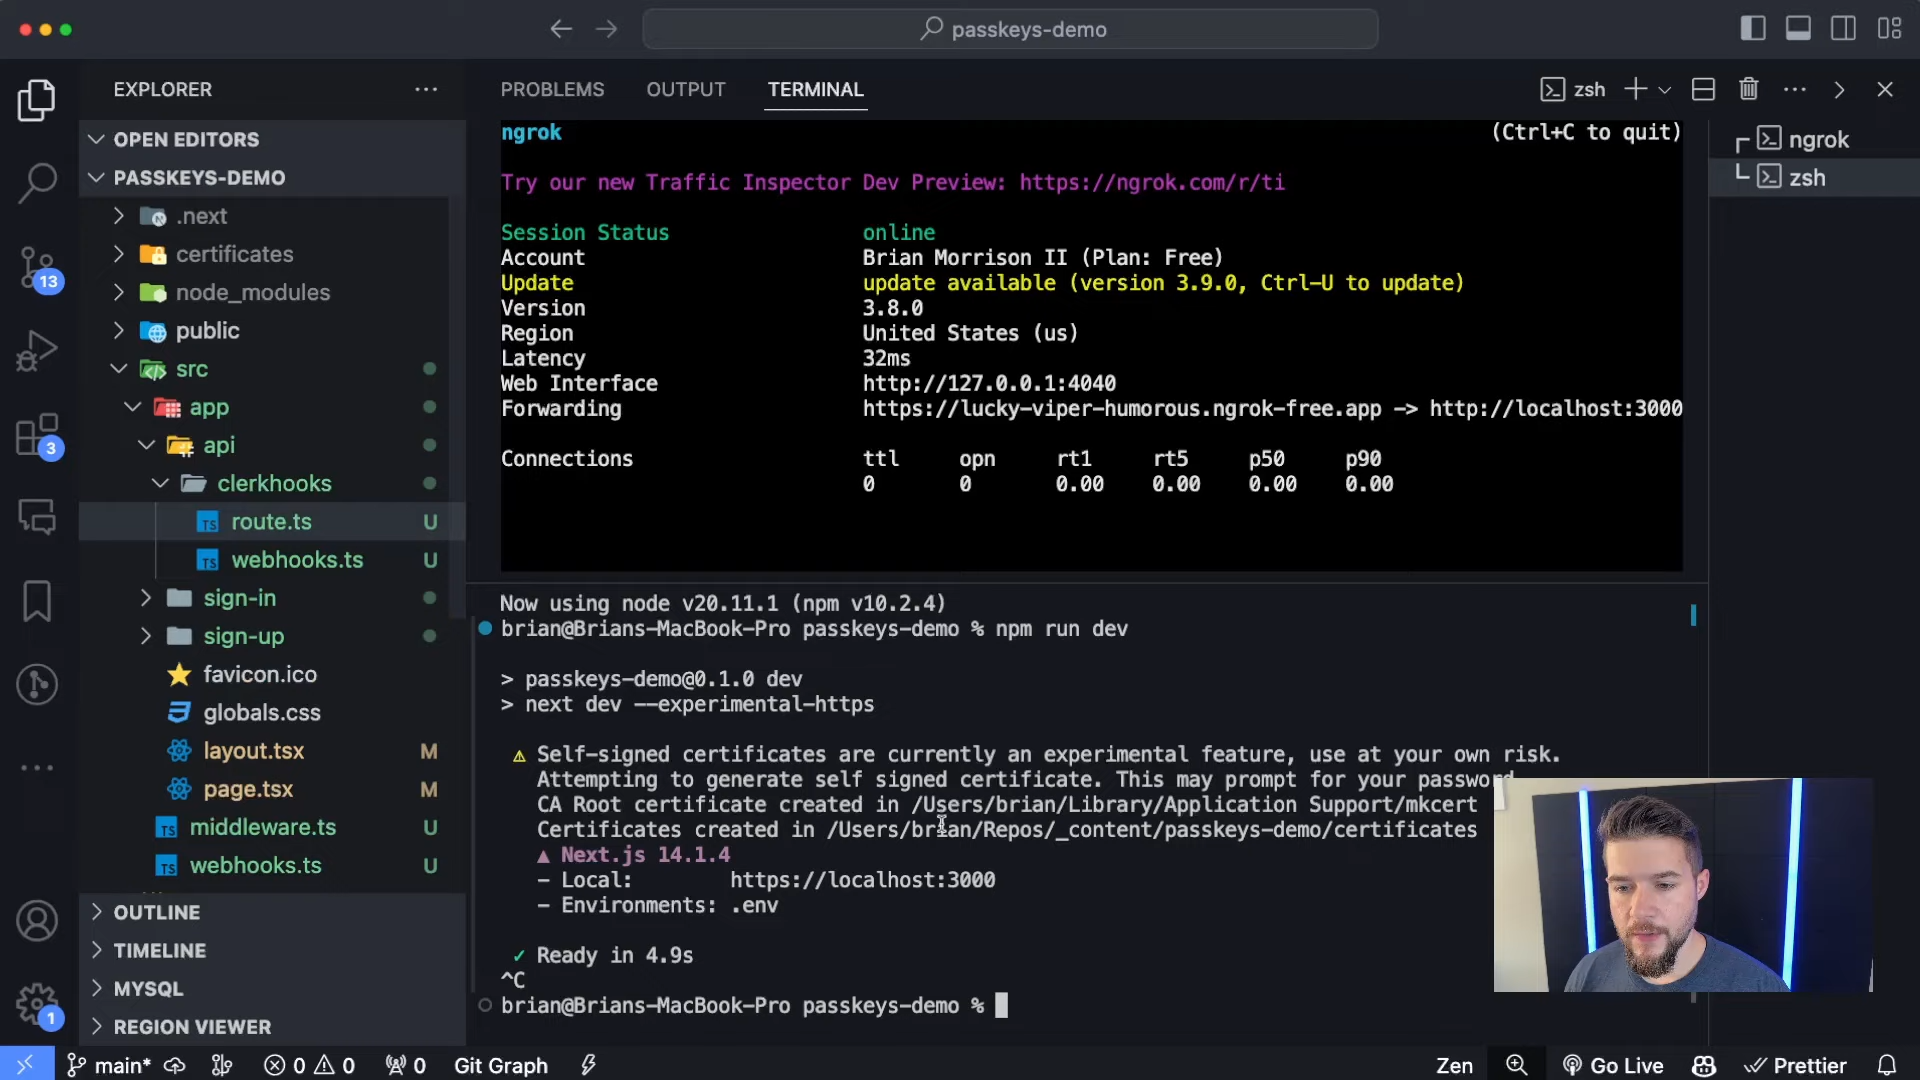 passkeys-demo
EXPLORER
OPEN EDITORS
PASSKEYS-DEMO
.next
certificates
node_modules
public
src
app
api
clerkhooks
route.ts U
webhooks.ts U
sign-in
sign-up
favicon.ico
globals.css
layout.tsx M
page.tsx M
middleware.ts U
webhooks.ts U
OUTLINE
TIMELINE
MYSQL
REGION VIEWER
13
3
1
PROBLEMS OUTPUT TERMINAL
zsh
ngrok (Ctrl+C to quit)
Try our new Traffic Inspector Dev Preview: https://ngrok.com/r/ti
Session Status online
Account Brian Morrison II (Plan: Free)
Update update available (version 3.9.0, Ctrl-U to update)
Version 3.8.0
Region United States (us)
Latency 32ms
Web Interface http://127.0.0.1:4040
Forwarding https://lucky-viper-humorous.ngrok-free.app -> http://localhost:3000
Connections ttl opn rt1 rt5 p50 p90
0 0 0.00 0.00 0.00 0.00
ngrok
zsh
Now using node v20.11.1 (npm v10.2.4)
brian@Brians-MacBook-Pro passkeys-demo % npm run dev
> passkeys-demo@0.1.0 dev
> next dev --experimental-https
⚠ Self-signed certificates are currently an experimental feature, use at your own risk.
Attempting to generate self signed certificate. This may prompt for your password
CA Root certificate created in /Users/brian/Library/Application Support/mkcert
Certificates created in /Users/brian/Repos/_content/passkeys-demo/certificates
▲ Next.js 14.1.4
- Local: https://localhost:3000
- Environments: .env
✓ Ready in 4.9s
^C
brian@Brians-MacBook-Pro passkeys-demo %
main* 0 0 0 Git Graph Zen Go Live Prettier